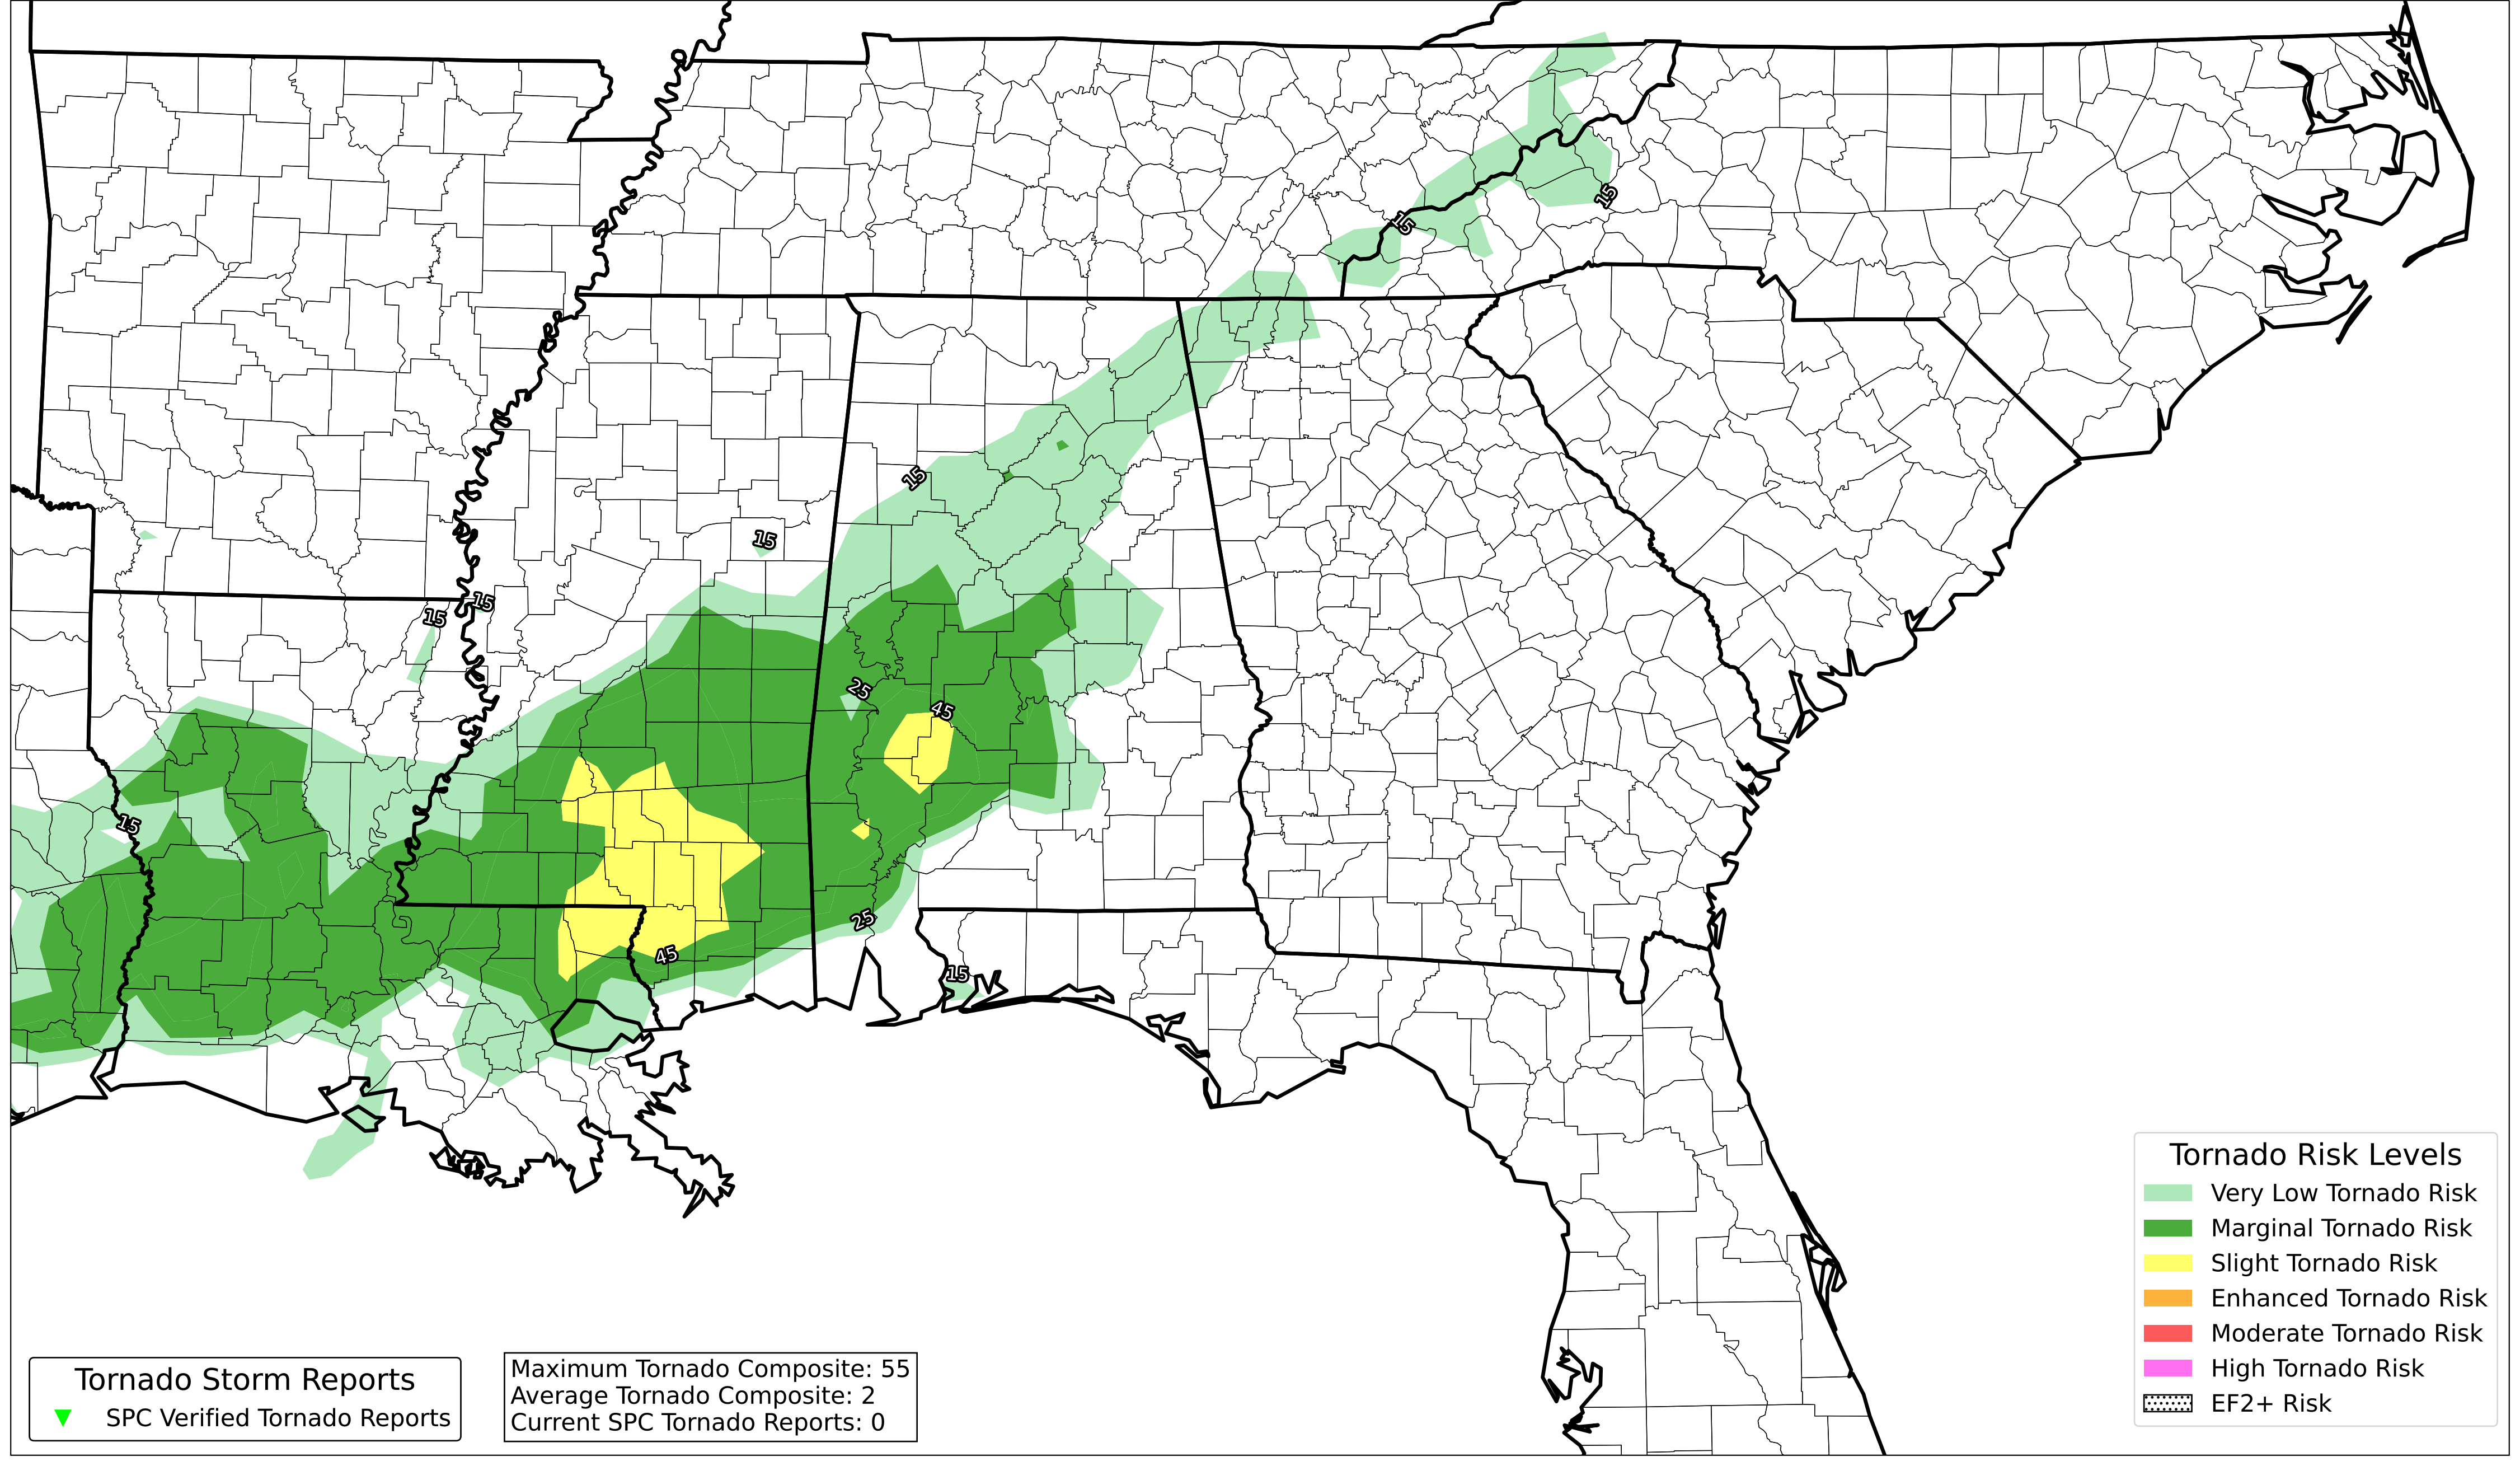 15
15
15
15
15
15
25
45
15
25
45
15
Tornado Risk Levels
Very Low Tornado Risk
Marginal Tornado Risk
Slight Tornado Risk
Enhanced Tornado Risk
Moderate Tornado Risk
High Tornado Risk
EF2+ Risk
Tornado Storm Reports
SPC Verified Tornado Reports
Maximum Tornado Composite: 55
Average Tornado Composite: 2
Current SPC Tornado Reports: 0